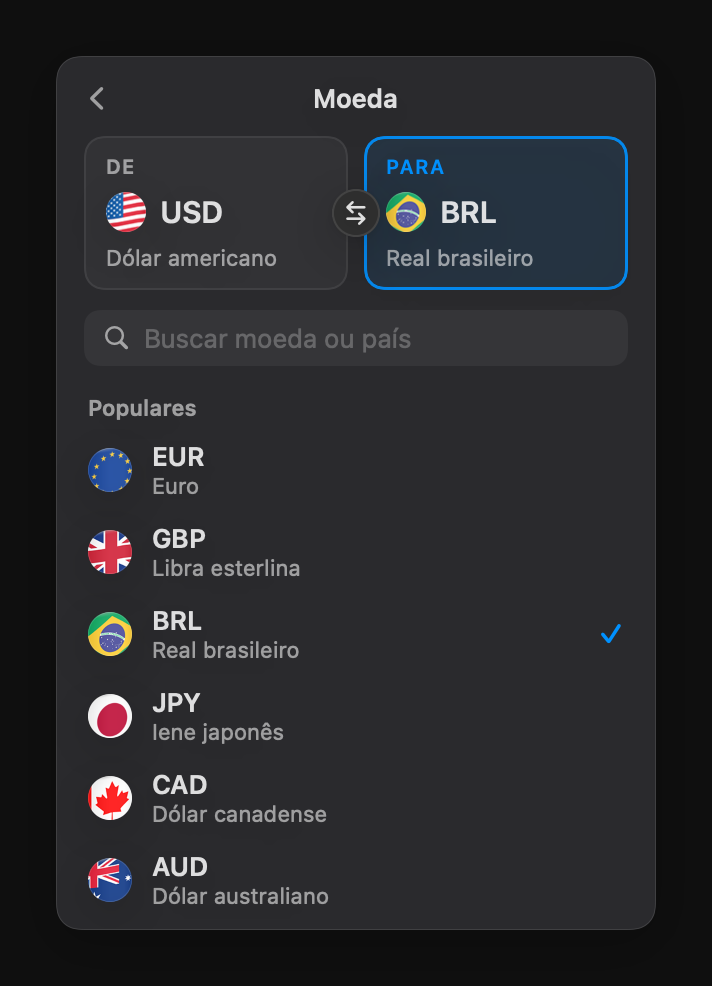 Moeda
DE
USD
Dólar americano
PARA
BRL
Real brasileiro
Buscar moeda ou país
Populares
EUR
Euro
GBP
Libra esterlina
BRL
Real brasileiro
JPY
Iene japonês
CAD
Dólar canadense
AUD
Dólar australiano